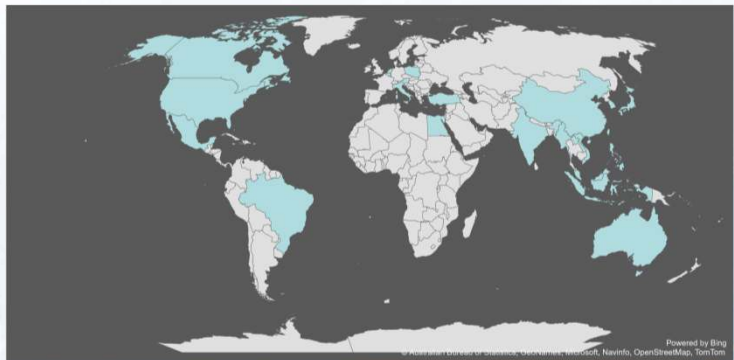 Powered by Bing
© Australian Bureau of Statistics, GeoNames, Microsoft, Navinfo, OpenStreetMap, TomTom